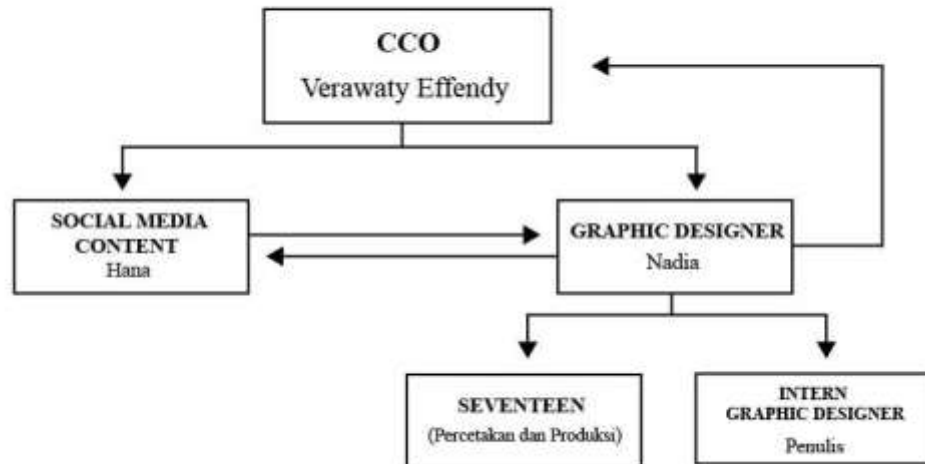 CCO
Verawaty Effendy
SOCIAL MEDIA
CONTENT
Hana
GRAPHIC DESIGNER
Nadia
SEVENTEEN
(Percetakan dan Produksi)
INTERN
GRAPHIC DESIGNER
Penulis